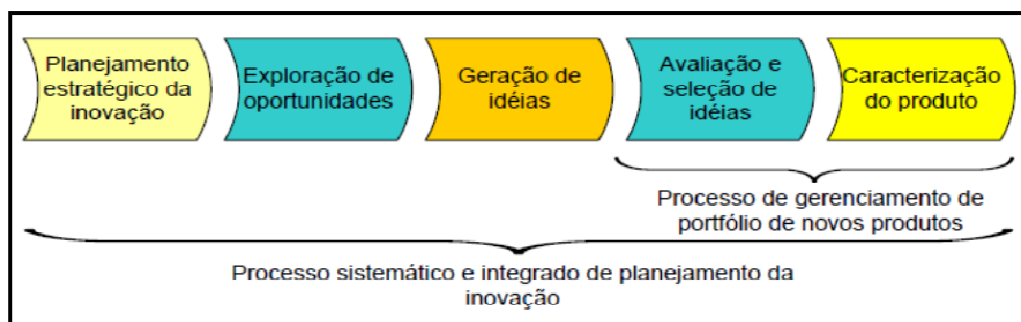 Planejamento
estratégico da
inovação
Exploração de
oportunidades
Geração de
idéias
Avaliação e
seleção de
idéias
Caracterização
do produto
Processo de gerenciamento de
portfólio de novos produtos
Processo sistemático e integrado de planejamento da
inovação